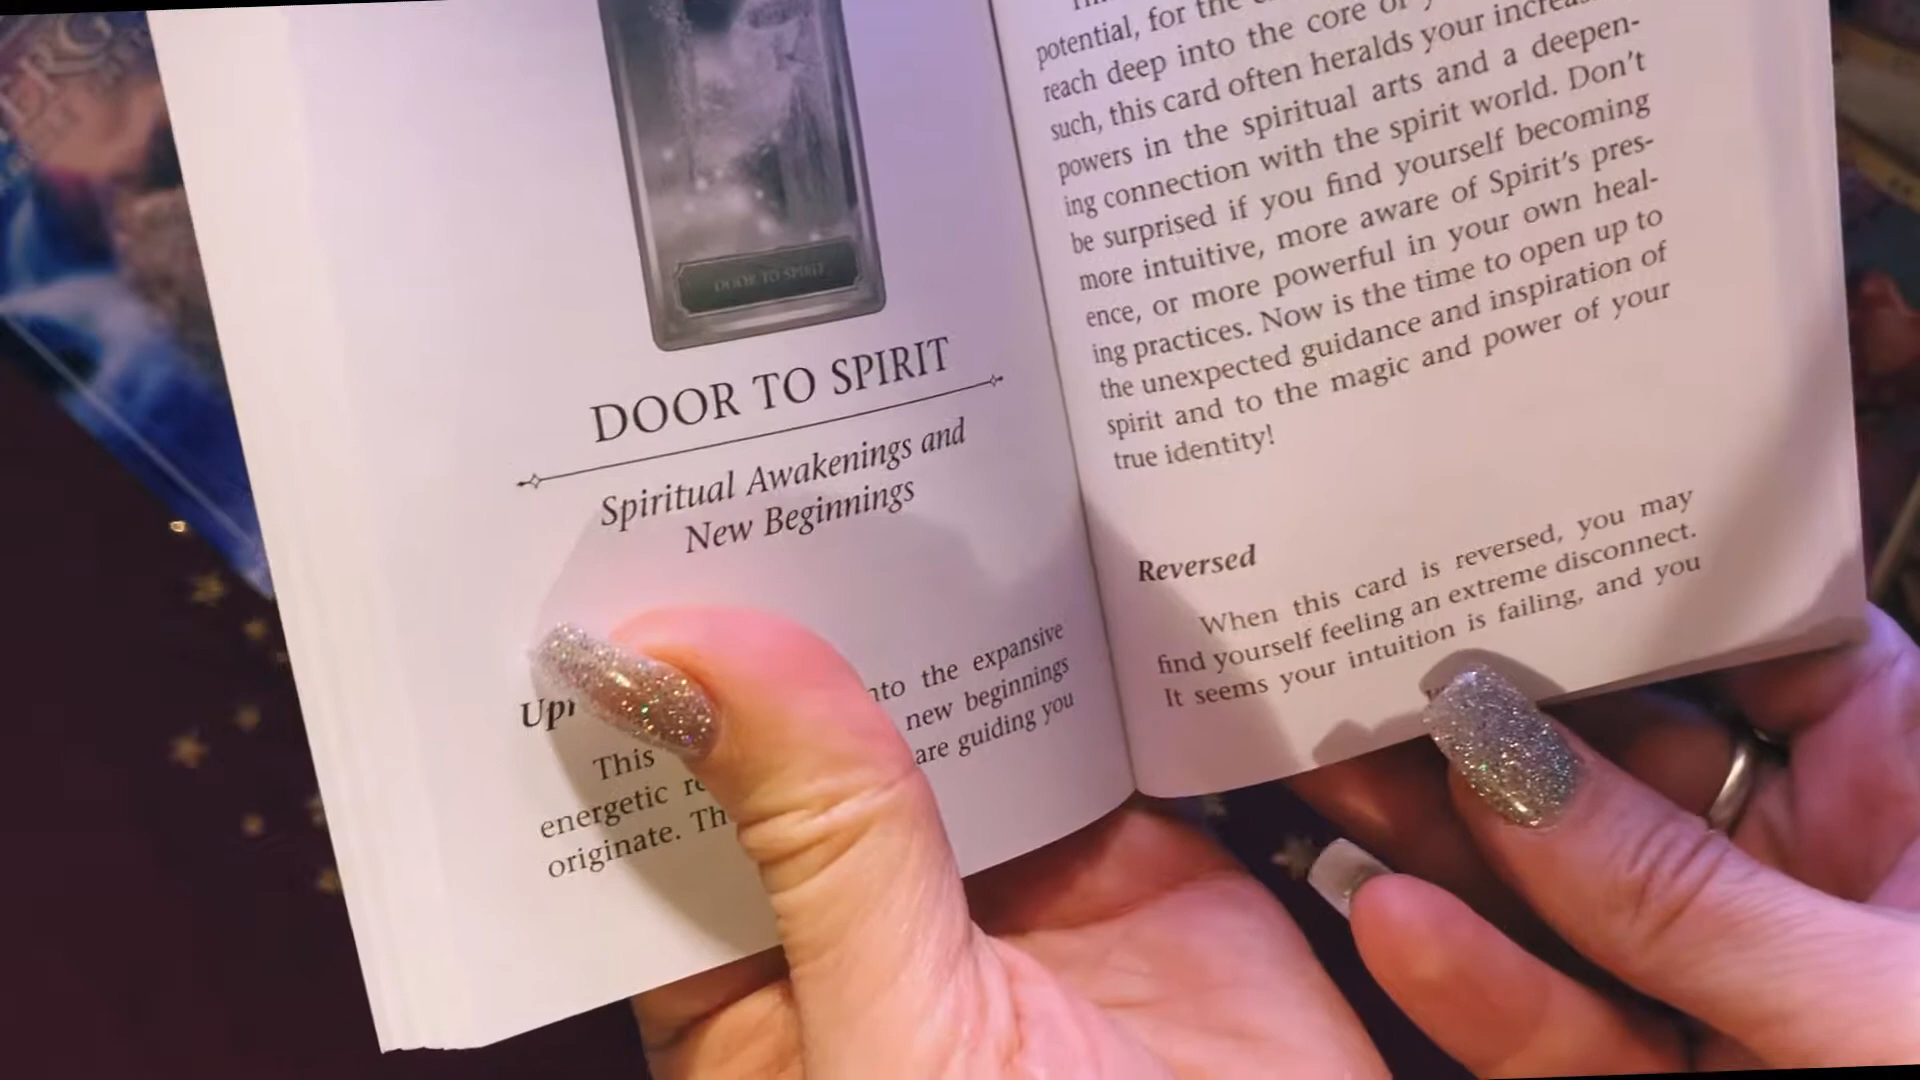 DOOR TO SPIRIT
DOOR TO SPIRIT
Spiritual Awakenings and
New Beginnings
This
energetic
originate.
the expansive
new beginnings
are guiding you
potential, for the
reach deep into the core
such, this card often heralds your
powers in the spiritual arts and a deepen-
ing connection with the spirit world. Don't
be surprised if you find yourself becoming
more intuitive, more aware of Spirit's pres-
ence, or more powerful in your own heal-
ing practices. Now is the time to open up to
the unexpected guidance and inspiration of
spirit and to the magic and power of your
true identity!
Reversed
When this card is reversed, you may
find yourself feeling an extreme disconnect.
It seems your intuition is failing, and you